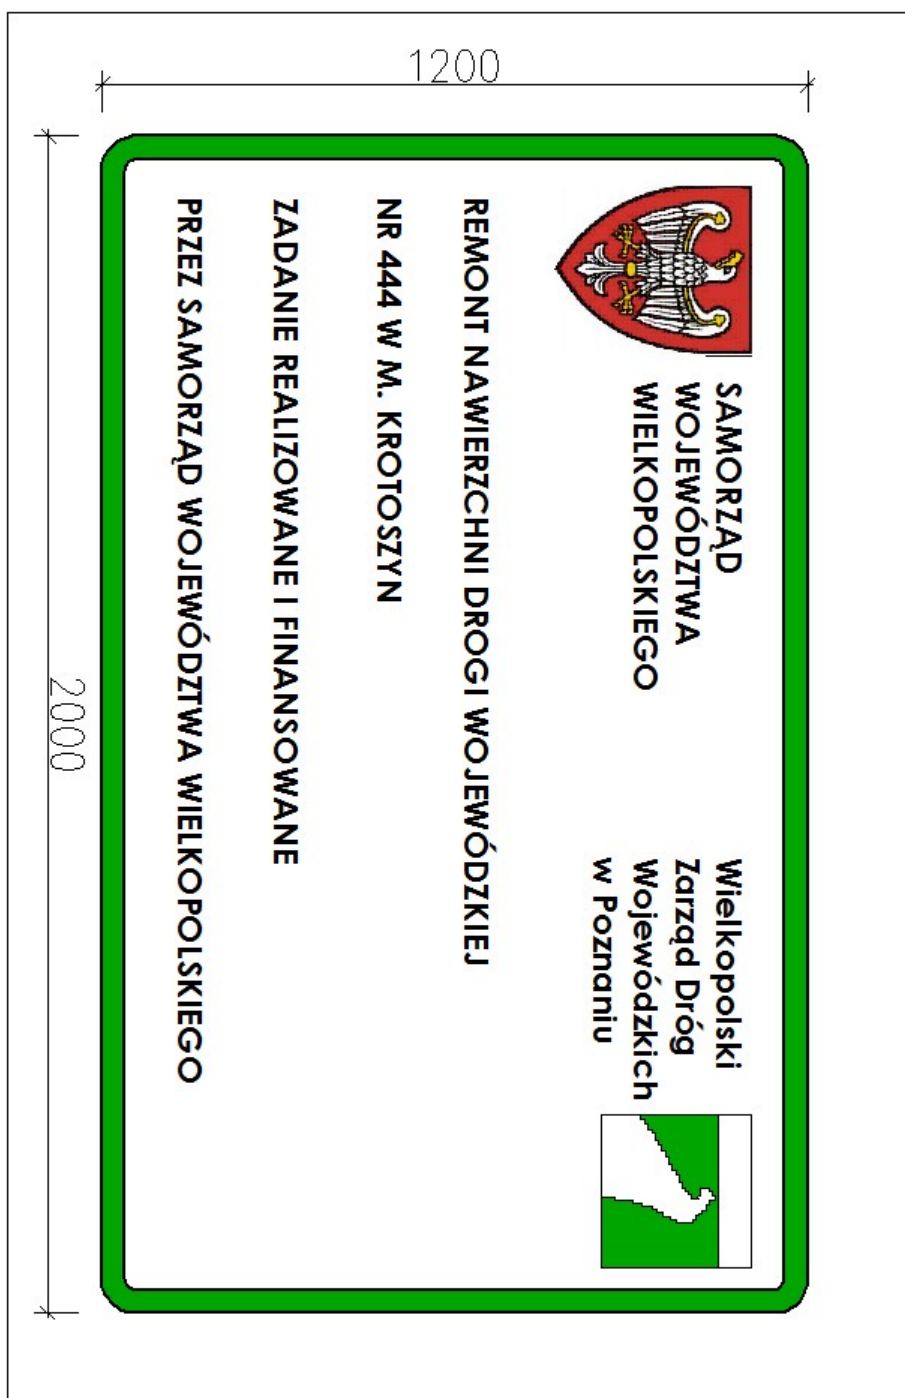 1200
2000
SAMORZĄD
WOJEWÓDZTWA
WIELKOPOLSKIEGO
Wielkopolski
Zarząd Dróg
Wojewódzkich
w Poznaniu
REMONT NAWIERZCHNI DROGI WOJEWÓDZKIEJ
NR 444 W M. KROTOSZYN
ZADANIE REALIZOWANE I FINANSOWANE
PRZEZ SAMORZĄD WOJEWÓDZTWA WIELKOPOLSKIEGO